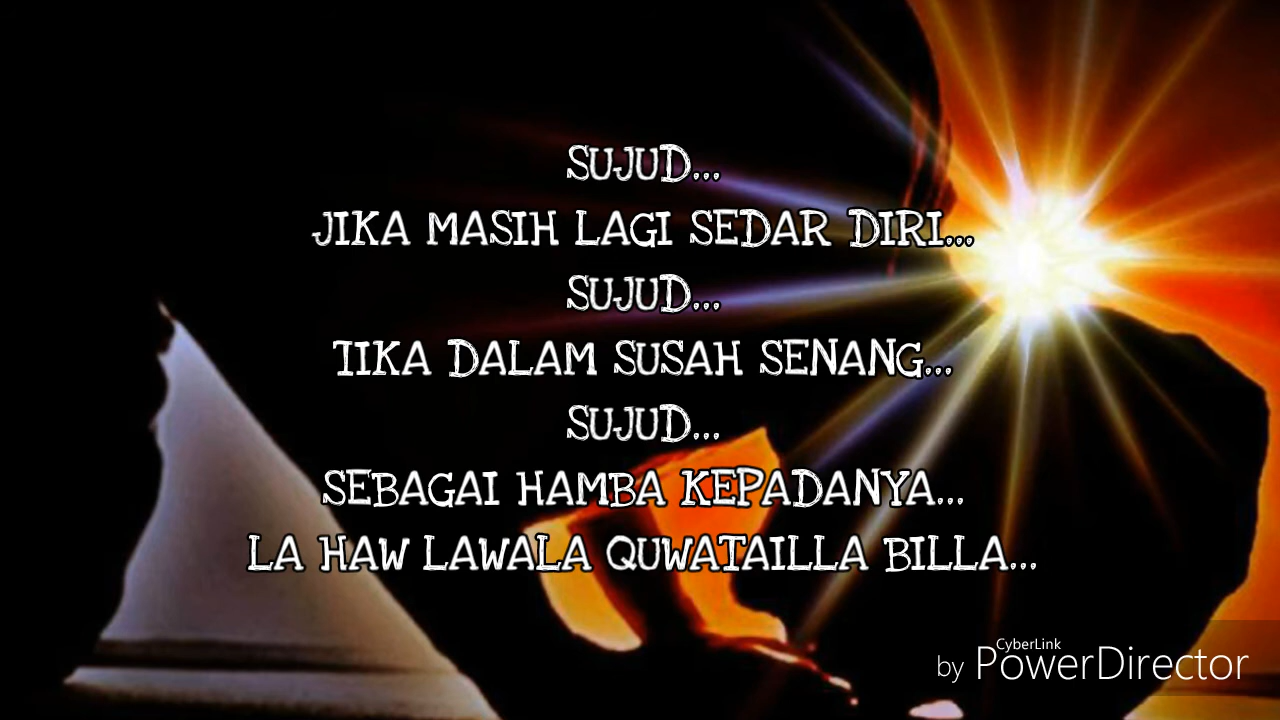 SUJUD...
JIKA MASIH LAGI SEDAR DIRI...
SUJUD...
TIKA DALAM SUSAH SENANG...
SUJUD...
SEBAGAI HAMBA KEPADANYA...
LA HAW LAWALA QUWATAILLA BILLA...
by CyberLink PowerDirector